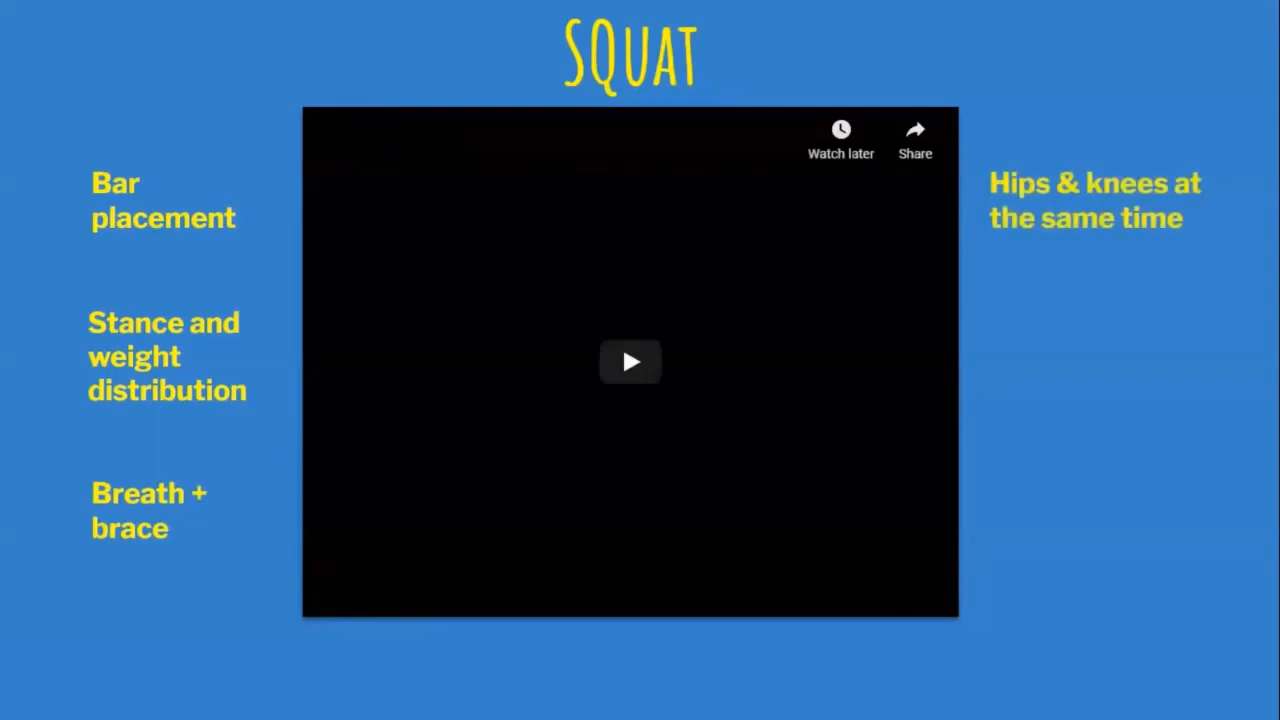 SQUAT
Watch later
Share
Bar
placement
Stance and
weight
distribution
Breath +
brace
Hips & knees at
the same time